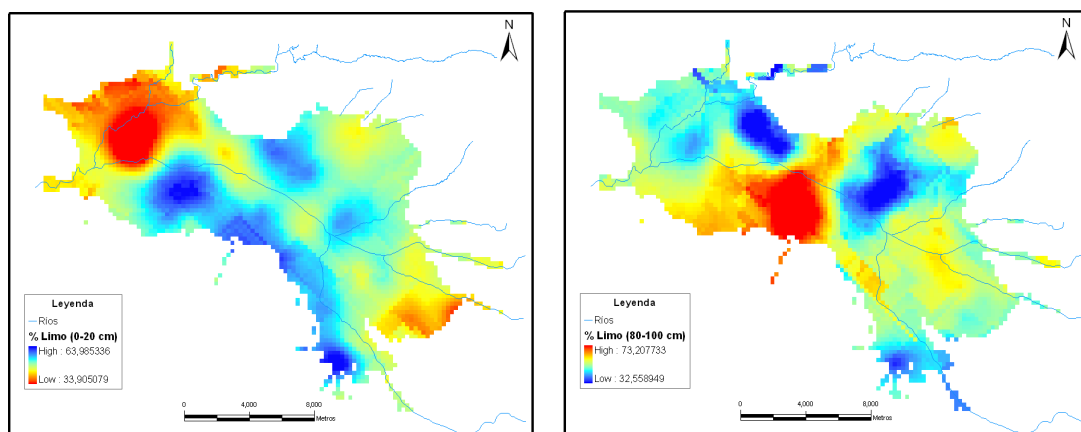 N
Leyenda
Ríos
% Limo (0-20 cm)
High : 63,985336
Low : 33,905079
0 4,000 8,000
Metros
N
Leyenda
Ríos
% Limo (80-100 cm)
High : 73,207733
Low : 32,558949
0 4,000 8,000
Metros